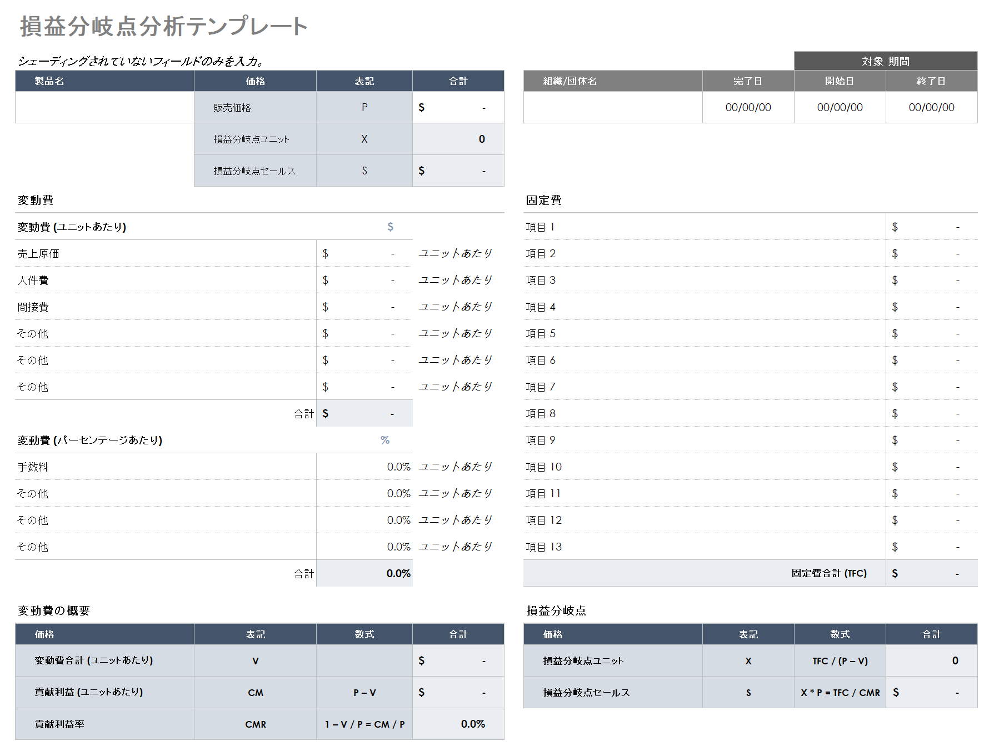 損益分岐点分析テンプレート
シェーディングされていないフィールドのみを入力。
対象 期間
製品名 価格 表記 合計
組織/団体名 完了日 開始日 終了日
販売価格 P $ -
00/00/00 00/00/00 00/00/00
損益分岐点ユニット X 0
損益分岐点セールス S $ -
変動費
固定費
変動費 (ユニットあたり) $
項目 1 $ -
売上原価 $ - ユニットあたり
項目 2 $ -
人件費 $ - ユニットあたり
項目 3 $ -
間接費 $ - ユニットあたり
項目 4 $ -
その他 $ - ユニットあたり
項目 5 $ -
その他 $ - ユニットあたり
項目 6 $ -
その他 $ - ユニットあたり
項目 7 $ -
合計 $ -
項目 8 $ -
変動費 (パーセンテージあたり) %
項目 9 $ -
手数料 0.0% ユニットあたり
項目 10 $ -
その他 0.0% ユニットあたり
項目 11 $ -
その他 0.0% ユニットあたり
項目 12 $ -
その他 0.0% ユニットあたり
項目 13 $ -
合計 0.0%
固定費合計 (TFC) $ -
変動費の概要
損益分岐点
価格 表記 数式 合計
価格 表記 数式 合計
変動費合計 (ユニットあたり) V $ -
損益分岐点ユニット X TFC / (P – V) 0
貢献利益 (ユニットあたり) CM P – V $ -
損益分岐点セールス S X * P = TFC / CMR $ -
貢献利益率 CMR 1 – V / P = CM / P 0.0%